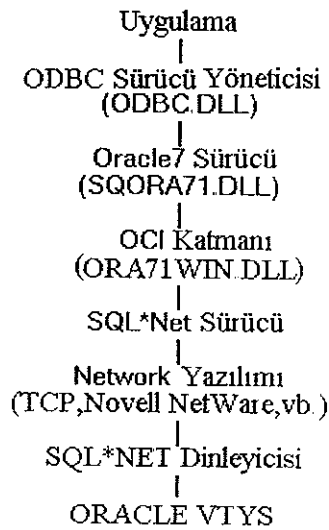 Uygulama
ODBC Sürücü Yöneticisi
(ODBC.DLL)
Oracle7 Sürücü
(SQORA71.DLL)
OCI Katmanı
(ORA71WIN.DLL)
SQL*Net Sürücü
Network Yazılımı
(TCP,Novell NetWare,vb.)
SQL*NET Dinleyicisi
ORACLE VTYS